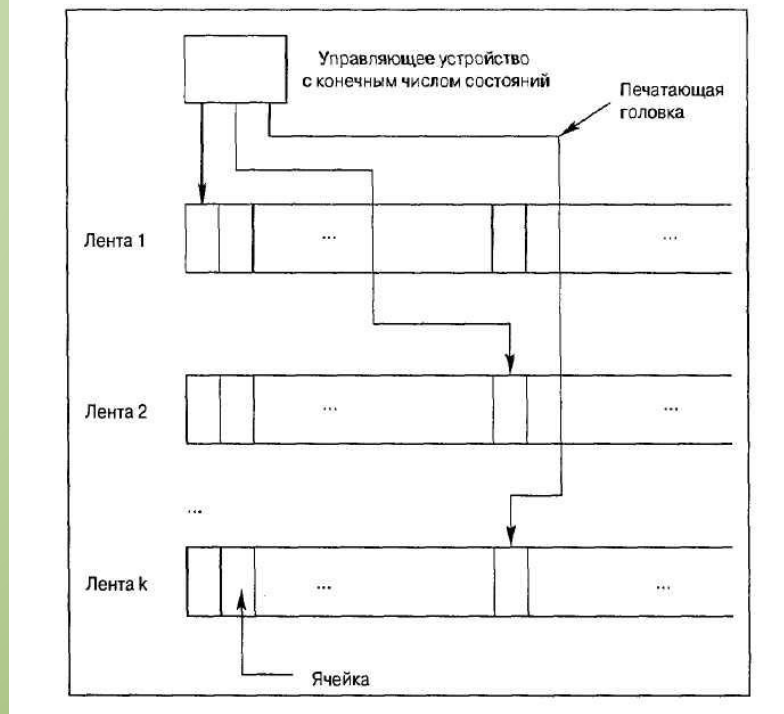 Управляющее устройство
с конечным числом состояний
Печатающая
головка
Лента 1
...
...
Лента 2
...
...
...
Лента k
...
...
Ячейка